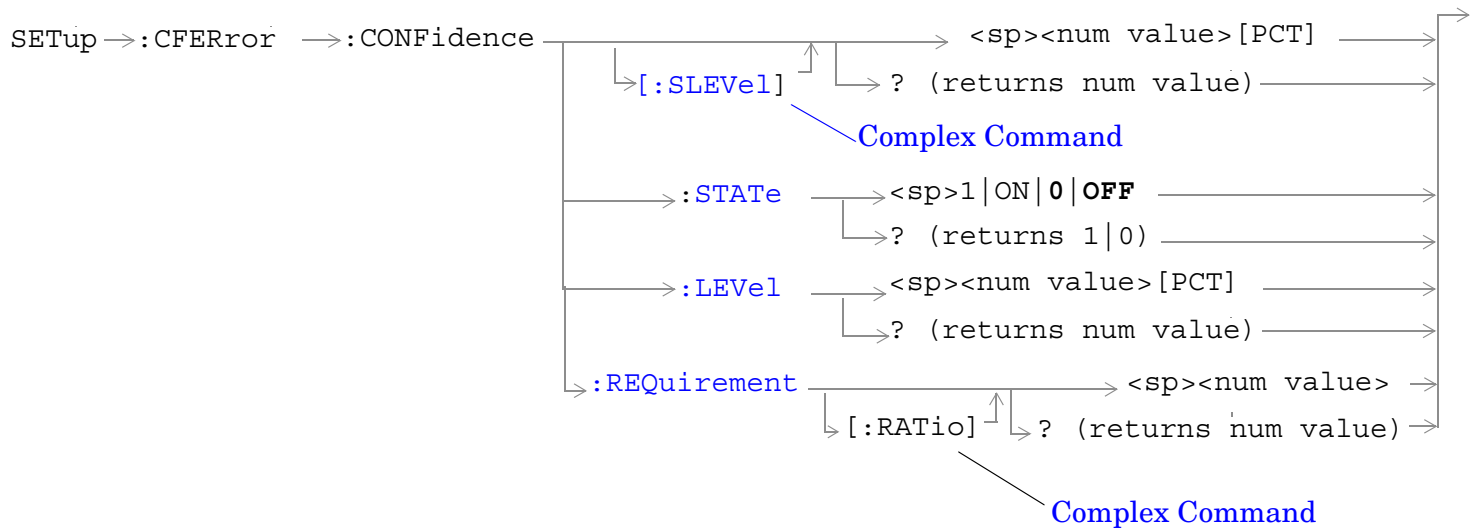 SETup :CFERror :CONFidence <sp><num value>[PCT]
[:SLEVel] ? (returns num value)
Complex Command
:STATe <sp>1|ON|0|OFF
? (returns 1|0)
:LEVel <sp><num value>[PCT]
? (returns num value)
:REQuirement <sp><num value>
[:RATio] ? (returns num value)
Complex Command